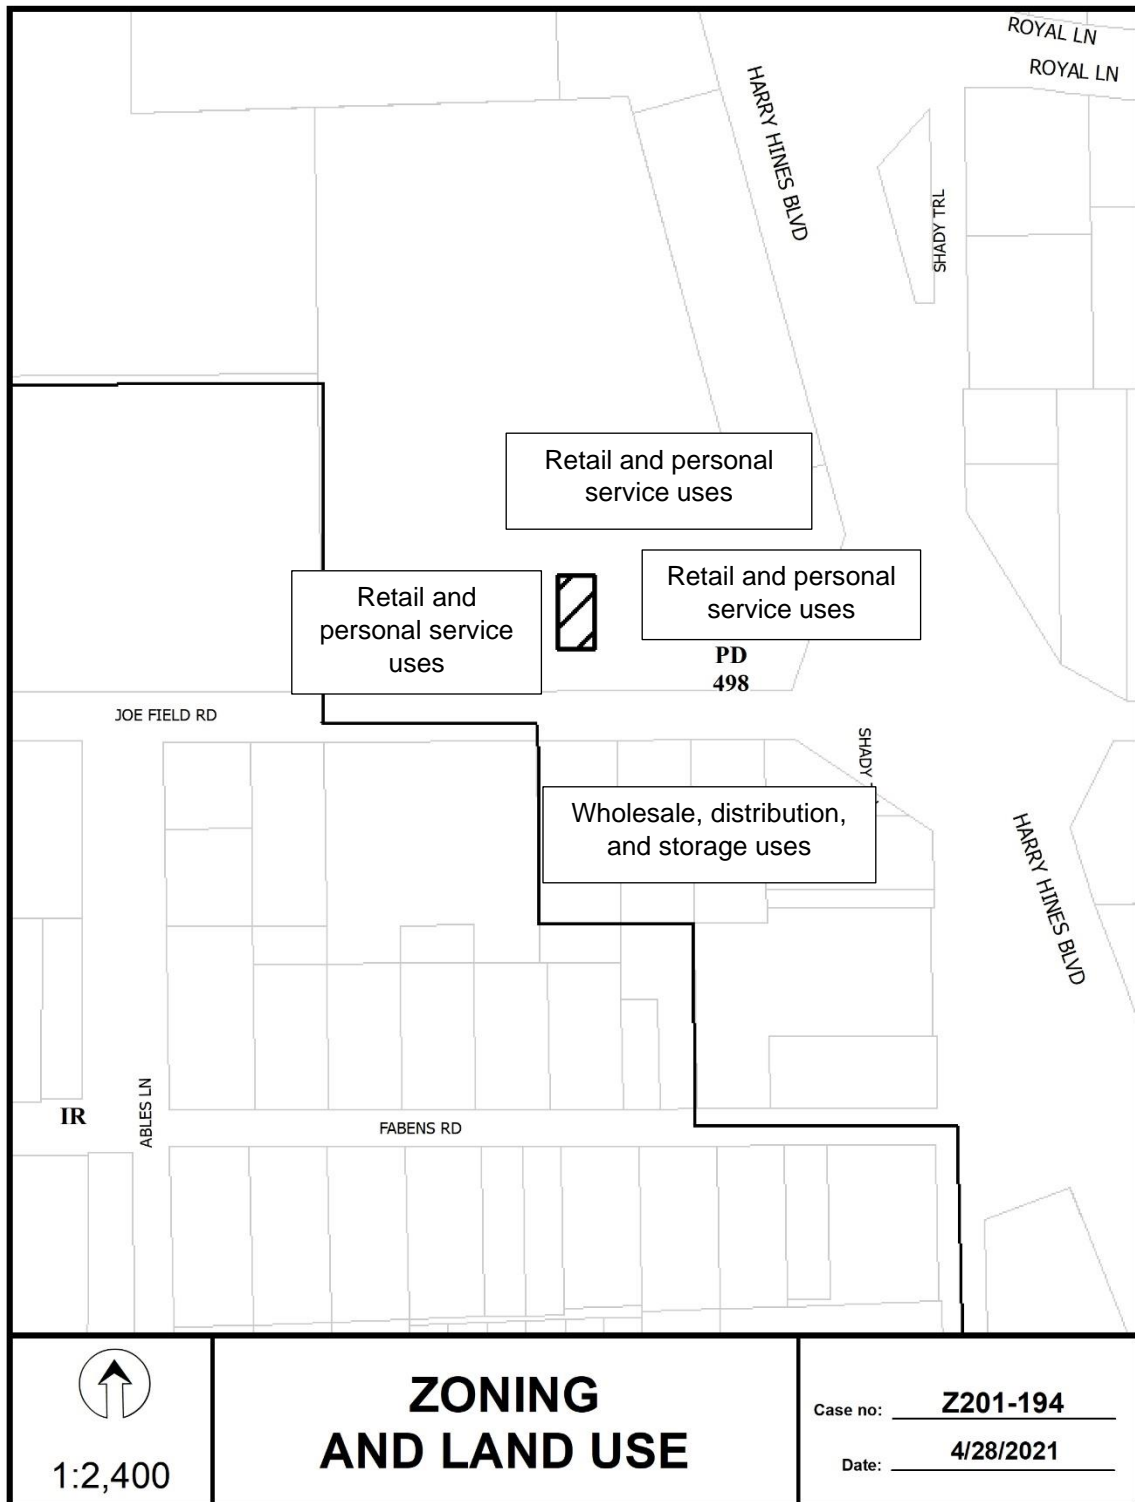 ROYAL LN
ROYAL LN
HARRY HINES BLVD
SHADY TRL
Retail and personal
service uses
Retail and personal
service uses
Retail and
personal service
uses
PD
498
JOE FIELD RD
SHADY
Wholesale, distribution,
and storage uses
HARRY HINES BLVD
IR
ABLES LN
FABENS RD
1:2,400
ZONING
AND LAND USE
Case no: Z201-194
Date: 4/28/2021